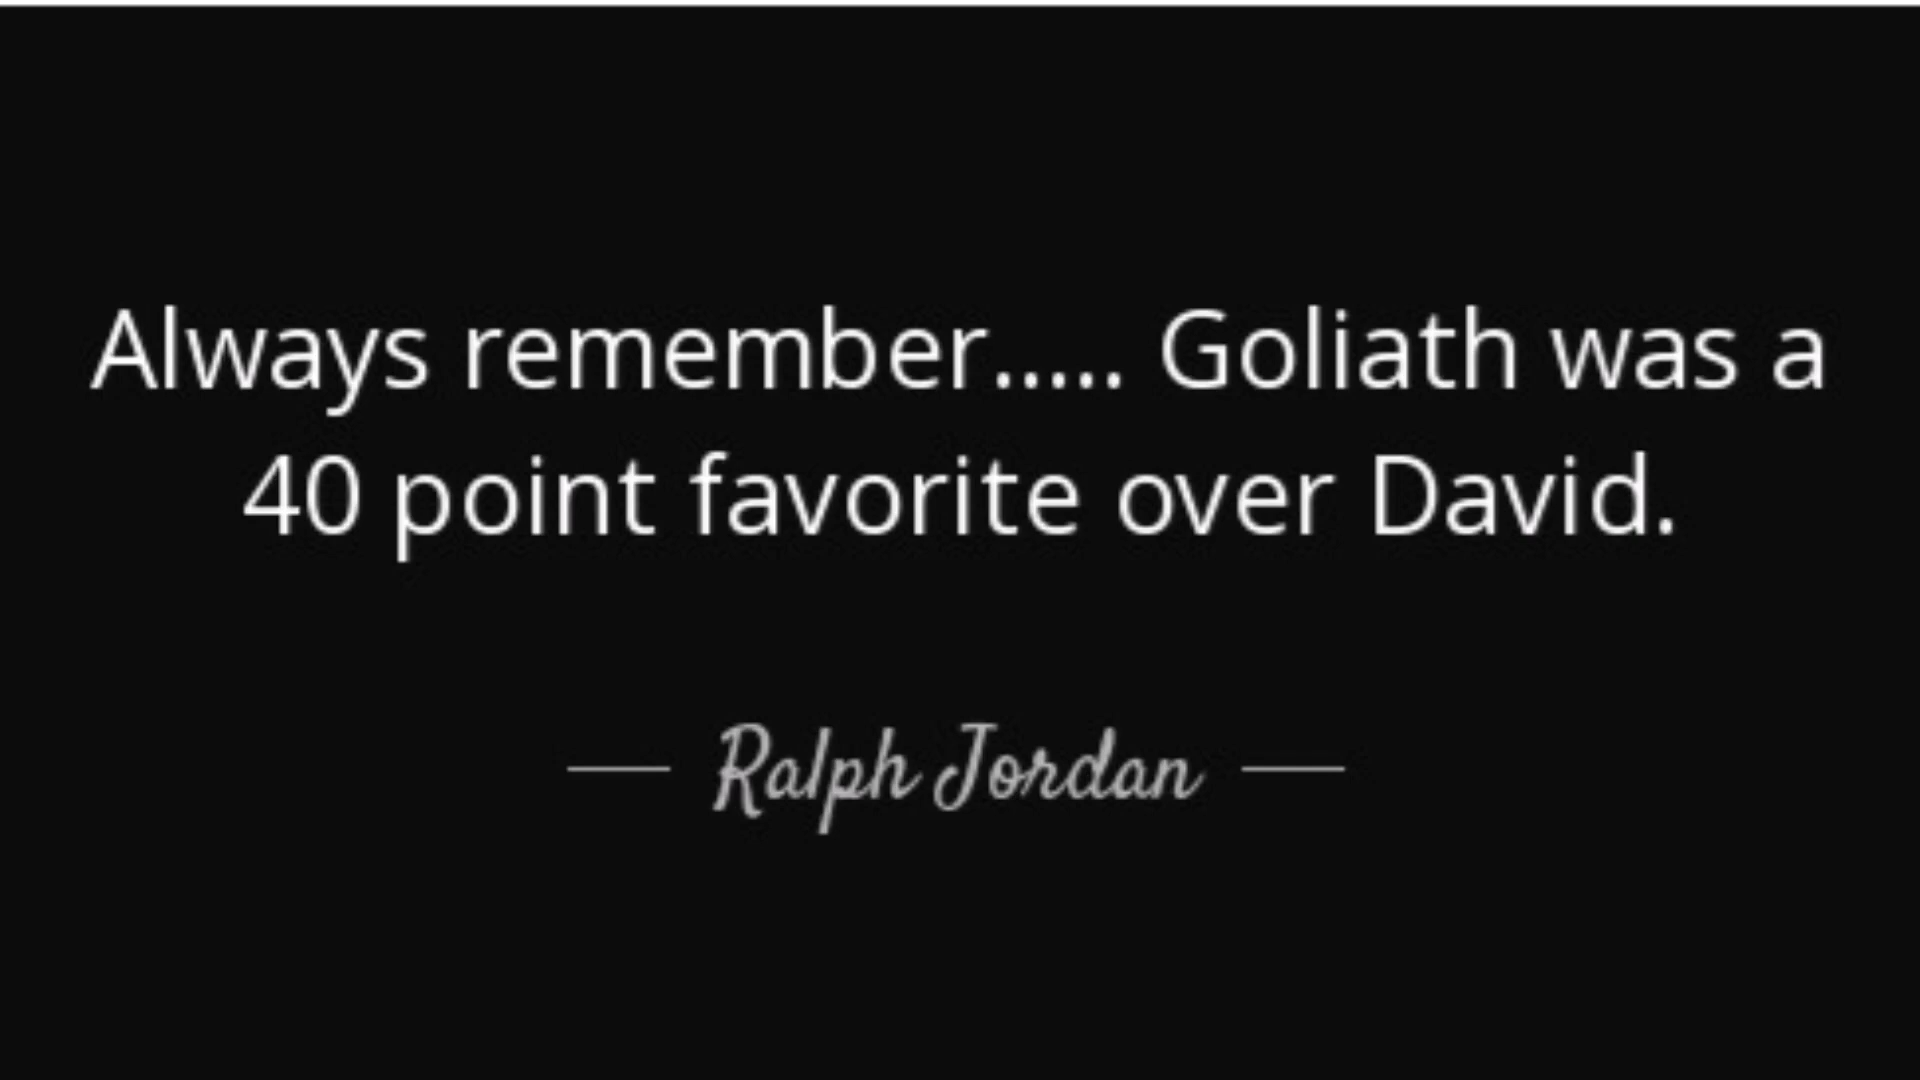 Always remember..... Goliath was a
40 point favorite over David.
— Ralph Jordan —